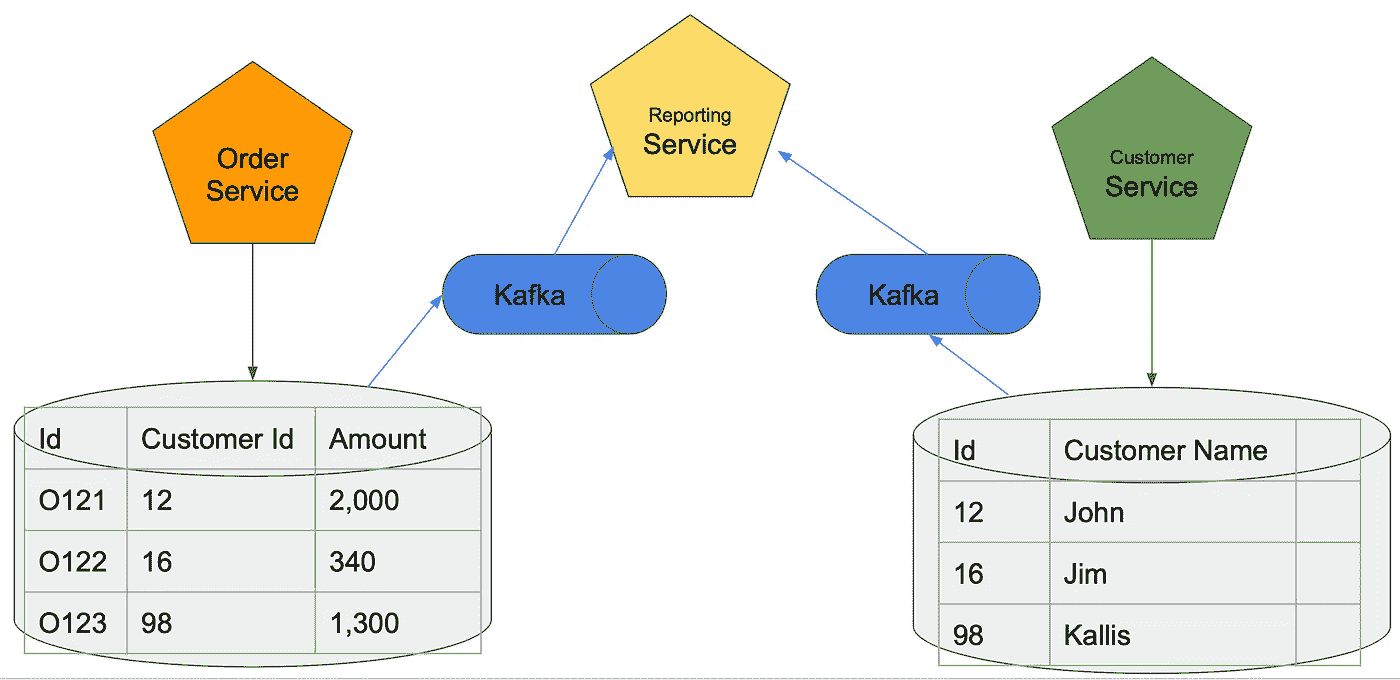 Order
Service
Reporting
Service
Customer
Service
Kafka
Kafka
Id Customer Id Amount
O121 12 2,000
O122 16 340
O123 98 1,300
Id Customer Name
12 John
16 Jim
98 Kallis